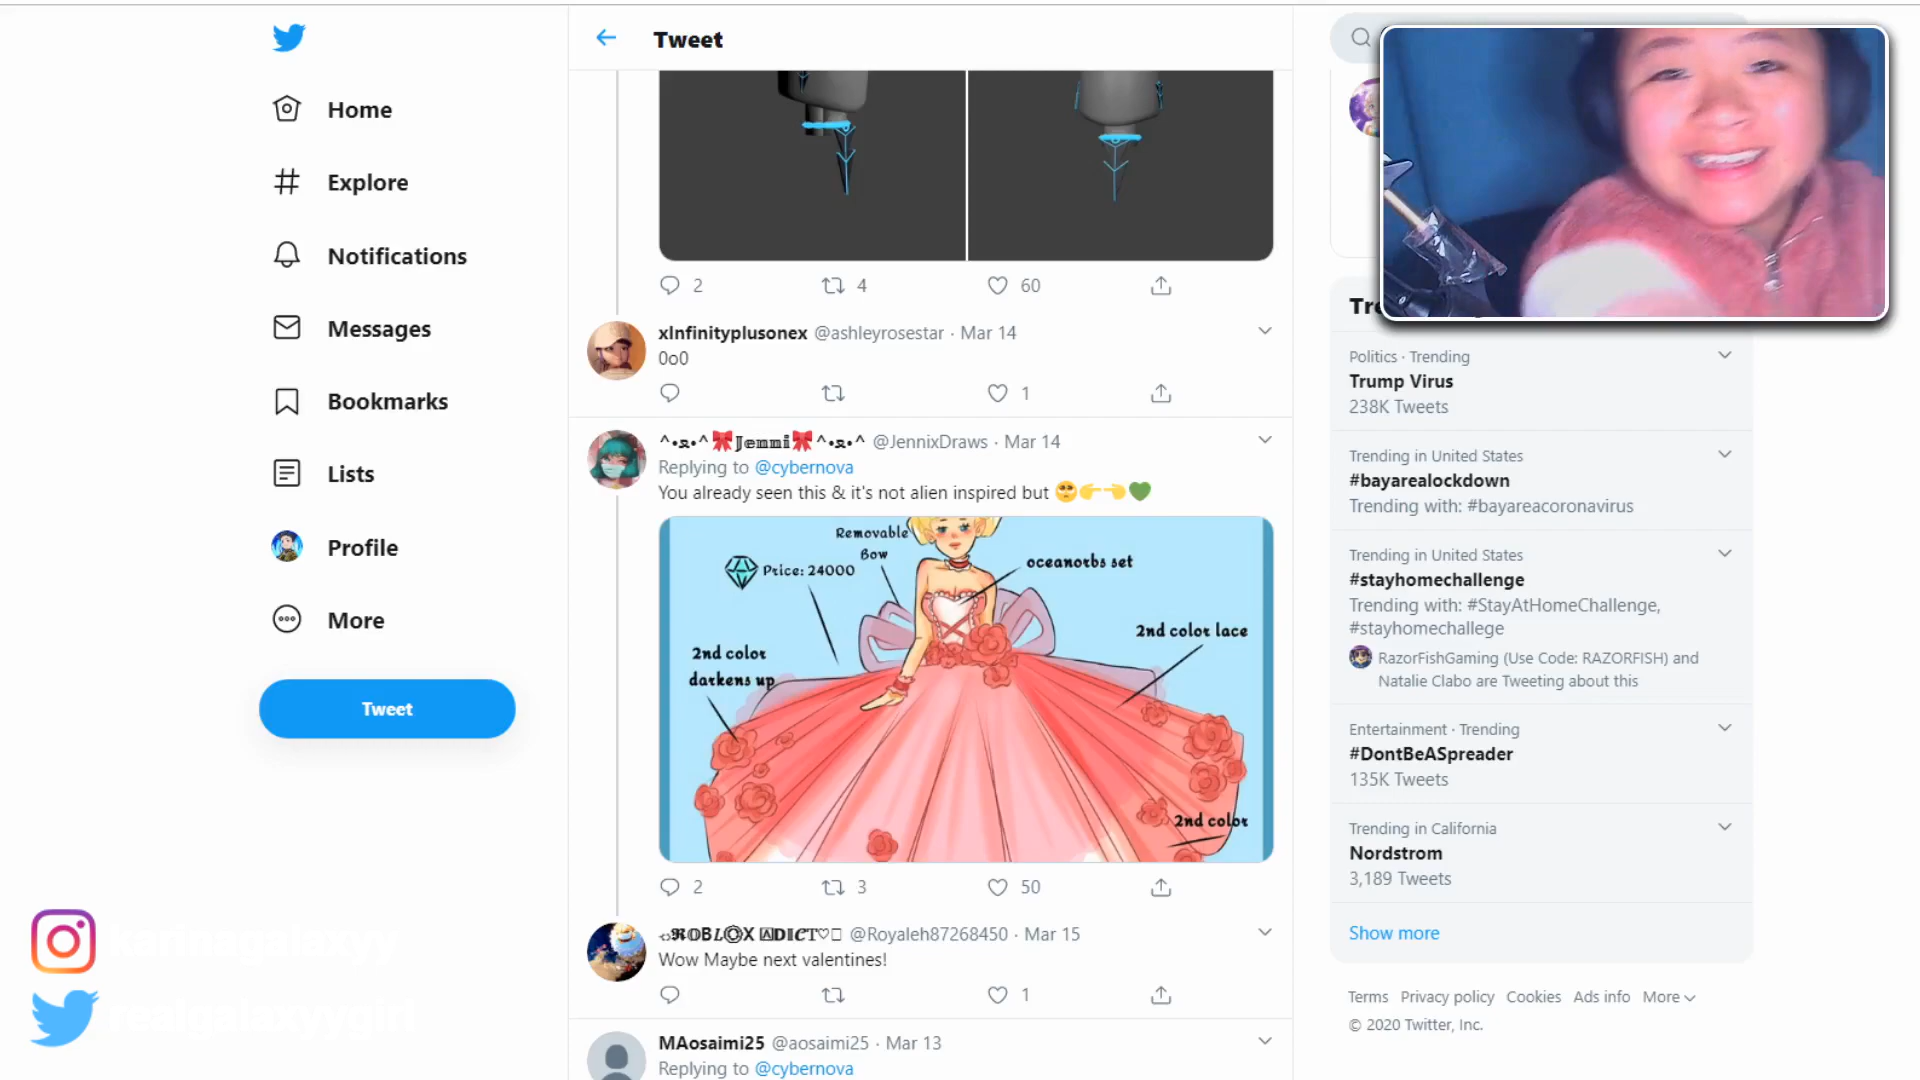 Tweet
Home
Explore
Notifications
Messages
Bookmarks
Lists
Profile
More
Tweet
karinagalaxyy
realgalaxyygirl
2 4 60
xInfinityplusonex @ashleyrosestar · Mar 14
0o0
1
^•ﻌ•^🎀𝕁𝕖𝕞𝕞𝕚🎀^•ﻌ•^ @JennixDraws · Mar 14
Replying to @cybernova
You already seen this & it's not alien inspired but 🥺👉👈💚
Removable
Bow
Price: 24000
oceanorbs set
2nd color lace
2nd color
darkens up
2nd color
2 3 50
@Royaleh87268450 · Mar 15
Wow Maybe next valentines!
1
MAosaimi25 @aosaimi25 · Mar 13
Replying to @cybernova
Politics · Trending
Trump Virus
238K Tweets
Trending in United States
#bayarealockdown
Trending with: #bayareacoronavirus
Trending in United States
#stayhomechallenge
Trending with: #StayAtHomeChallenge,
#stayhomechallege
RazorFishGaming (Use Code: RAZORFISH) and
Natalie Clabo are Tweeting about this
Entertainment · Trending
#DontBeASpreader
135K Tweets
Trending in California
Nordstrom
3,189 Tweets
Show more
Terms Privacy policy Cookies Ads info More
© 2020 Twitter, Inc.